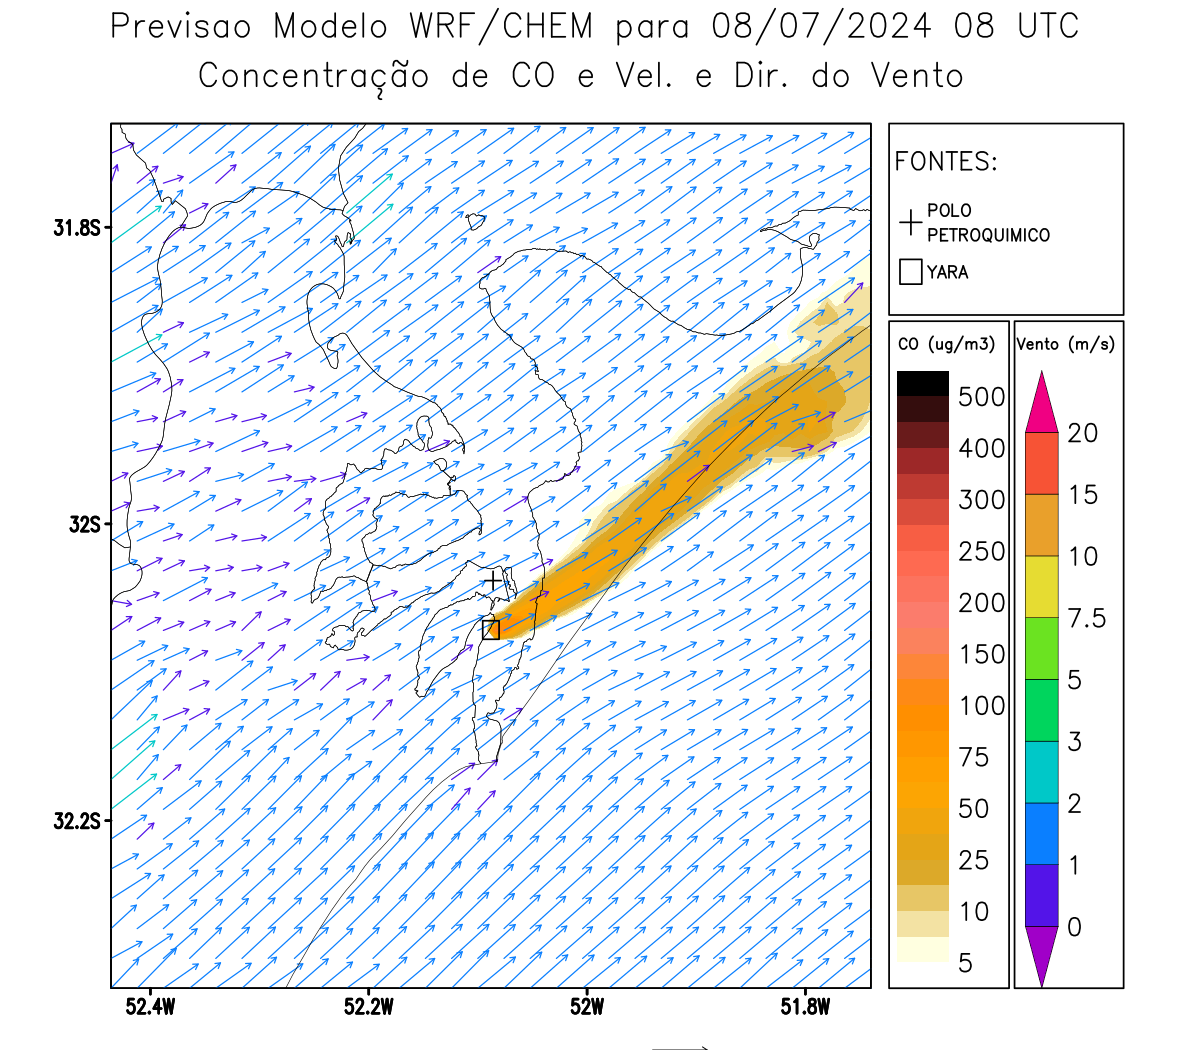 Previsao Modelo WRF/CHEM para 08/07/2024 08 UTC
Concentração de CO e Vel. e Dir. do Vento
FONTES:
POLO
PETROQUIMICO
YARA
CO (ug/m3)
500
400
300
250
200
150
100
75
50
25
10
5
Vento (m/s)
20
15
10
7.5
5
3
2
1
0
31.8S
32S
32.2S
52.4W
52.2W
52W
51.8W